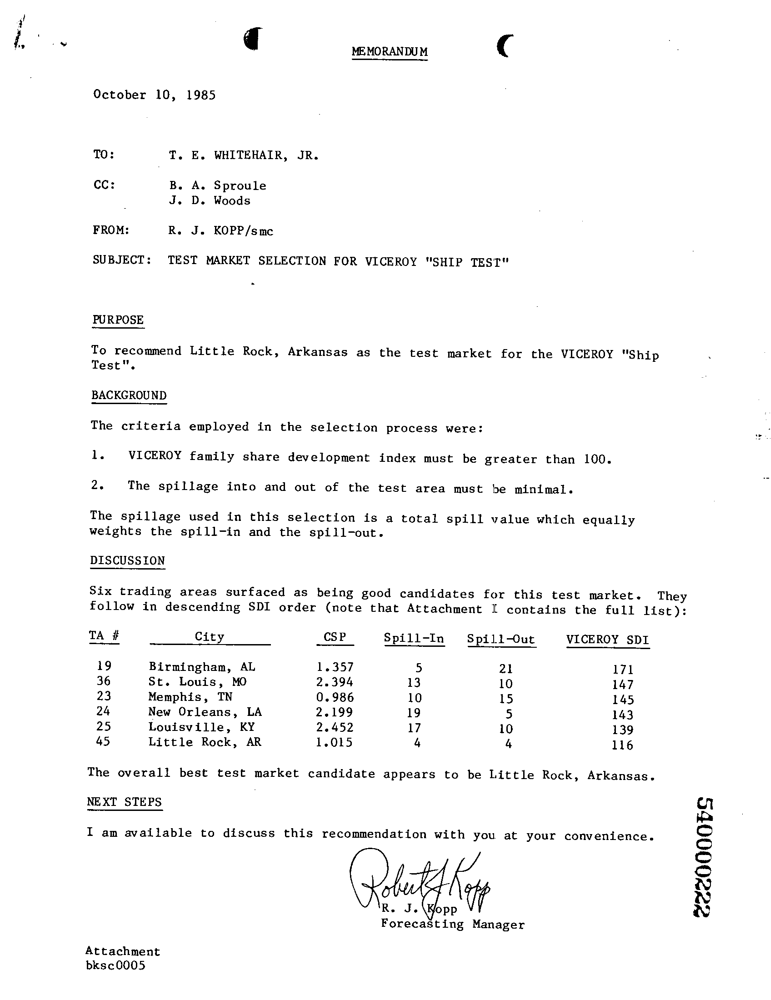 MEMORANDUM
October 10, 1985
TO: T. E. WHITEHAIR, JR.
CC: B. A. Sproule
J. D. Woods
FROM: R. J. KOPP/smc
SUBJECT: TEST MARKET SELECTION FOR VICEROY "SHIP TEST"
PURPOSE
To recommend Little Rock, Arkansas as the test market for the VICEROY "Ship
Test".
BACKGROUND
The criteria employed in the selection process were:
1. VICEROY family share development index must be greater than 100.
2. The spillage into and out of the test area must be minimal.
The spillage used in this selection is a total spill value which equally
weights the spill-in and the spill-out.
DISCUSSION
Six trading areas surfaced as being good candidates for this test market. They
follow in descending SDI order (note that Attachment I contains the full list):
TA # City CSP Spill-In Spill-Out VICEROY SDI
19 Birmingham, AL 1.357 5 21 171
36 St. Louis, MO 2.394 13 10 147
23 Memphis, TN 0.986 10 15 145
24 New Orleans, LA 2.199 19 5 143
25 Louisville, KY 2.452 17 10 139
45 Little Rock, AR 1.015 4 4 116
The overall best test market candidate appears to be Little Rock, Arkansas.
NEXT STEPS
I am available to discuss this recommendation with you at your convenience.
Robert J Kopp
R. J. Kopp
Forecasting Manager
Attachment
bksc0005
540000222